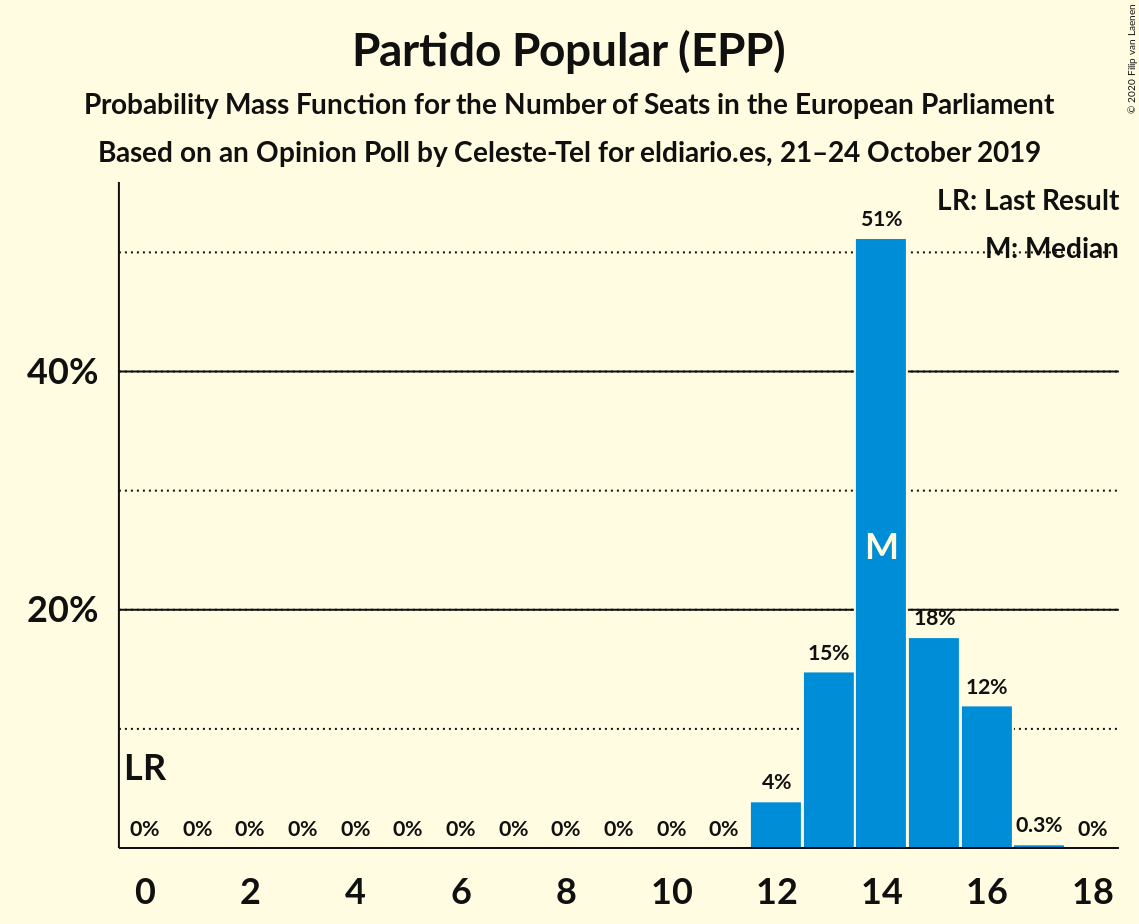 Partido Popular (EPP)
Probability Mass Function for the Number of Seats in the European Parliament
Based on an Opinion Poll by Celeste-Tel for eldiario.es, 21–24 October 2019
© 2020 Filip van Laenen
LR: Last Result
M: Median
51%
40%
M
20%
18%
15%
12%
LR
4%
0% 0% 0% 0% 0% 0% 0% 0% 0% 0% 0% 0% 0.3% 0%
0 2 4 6 8 10 12 14 16 18